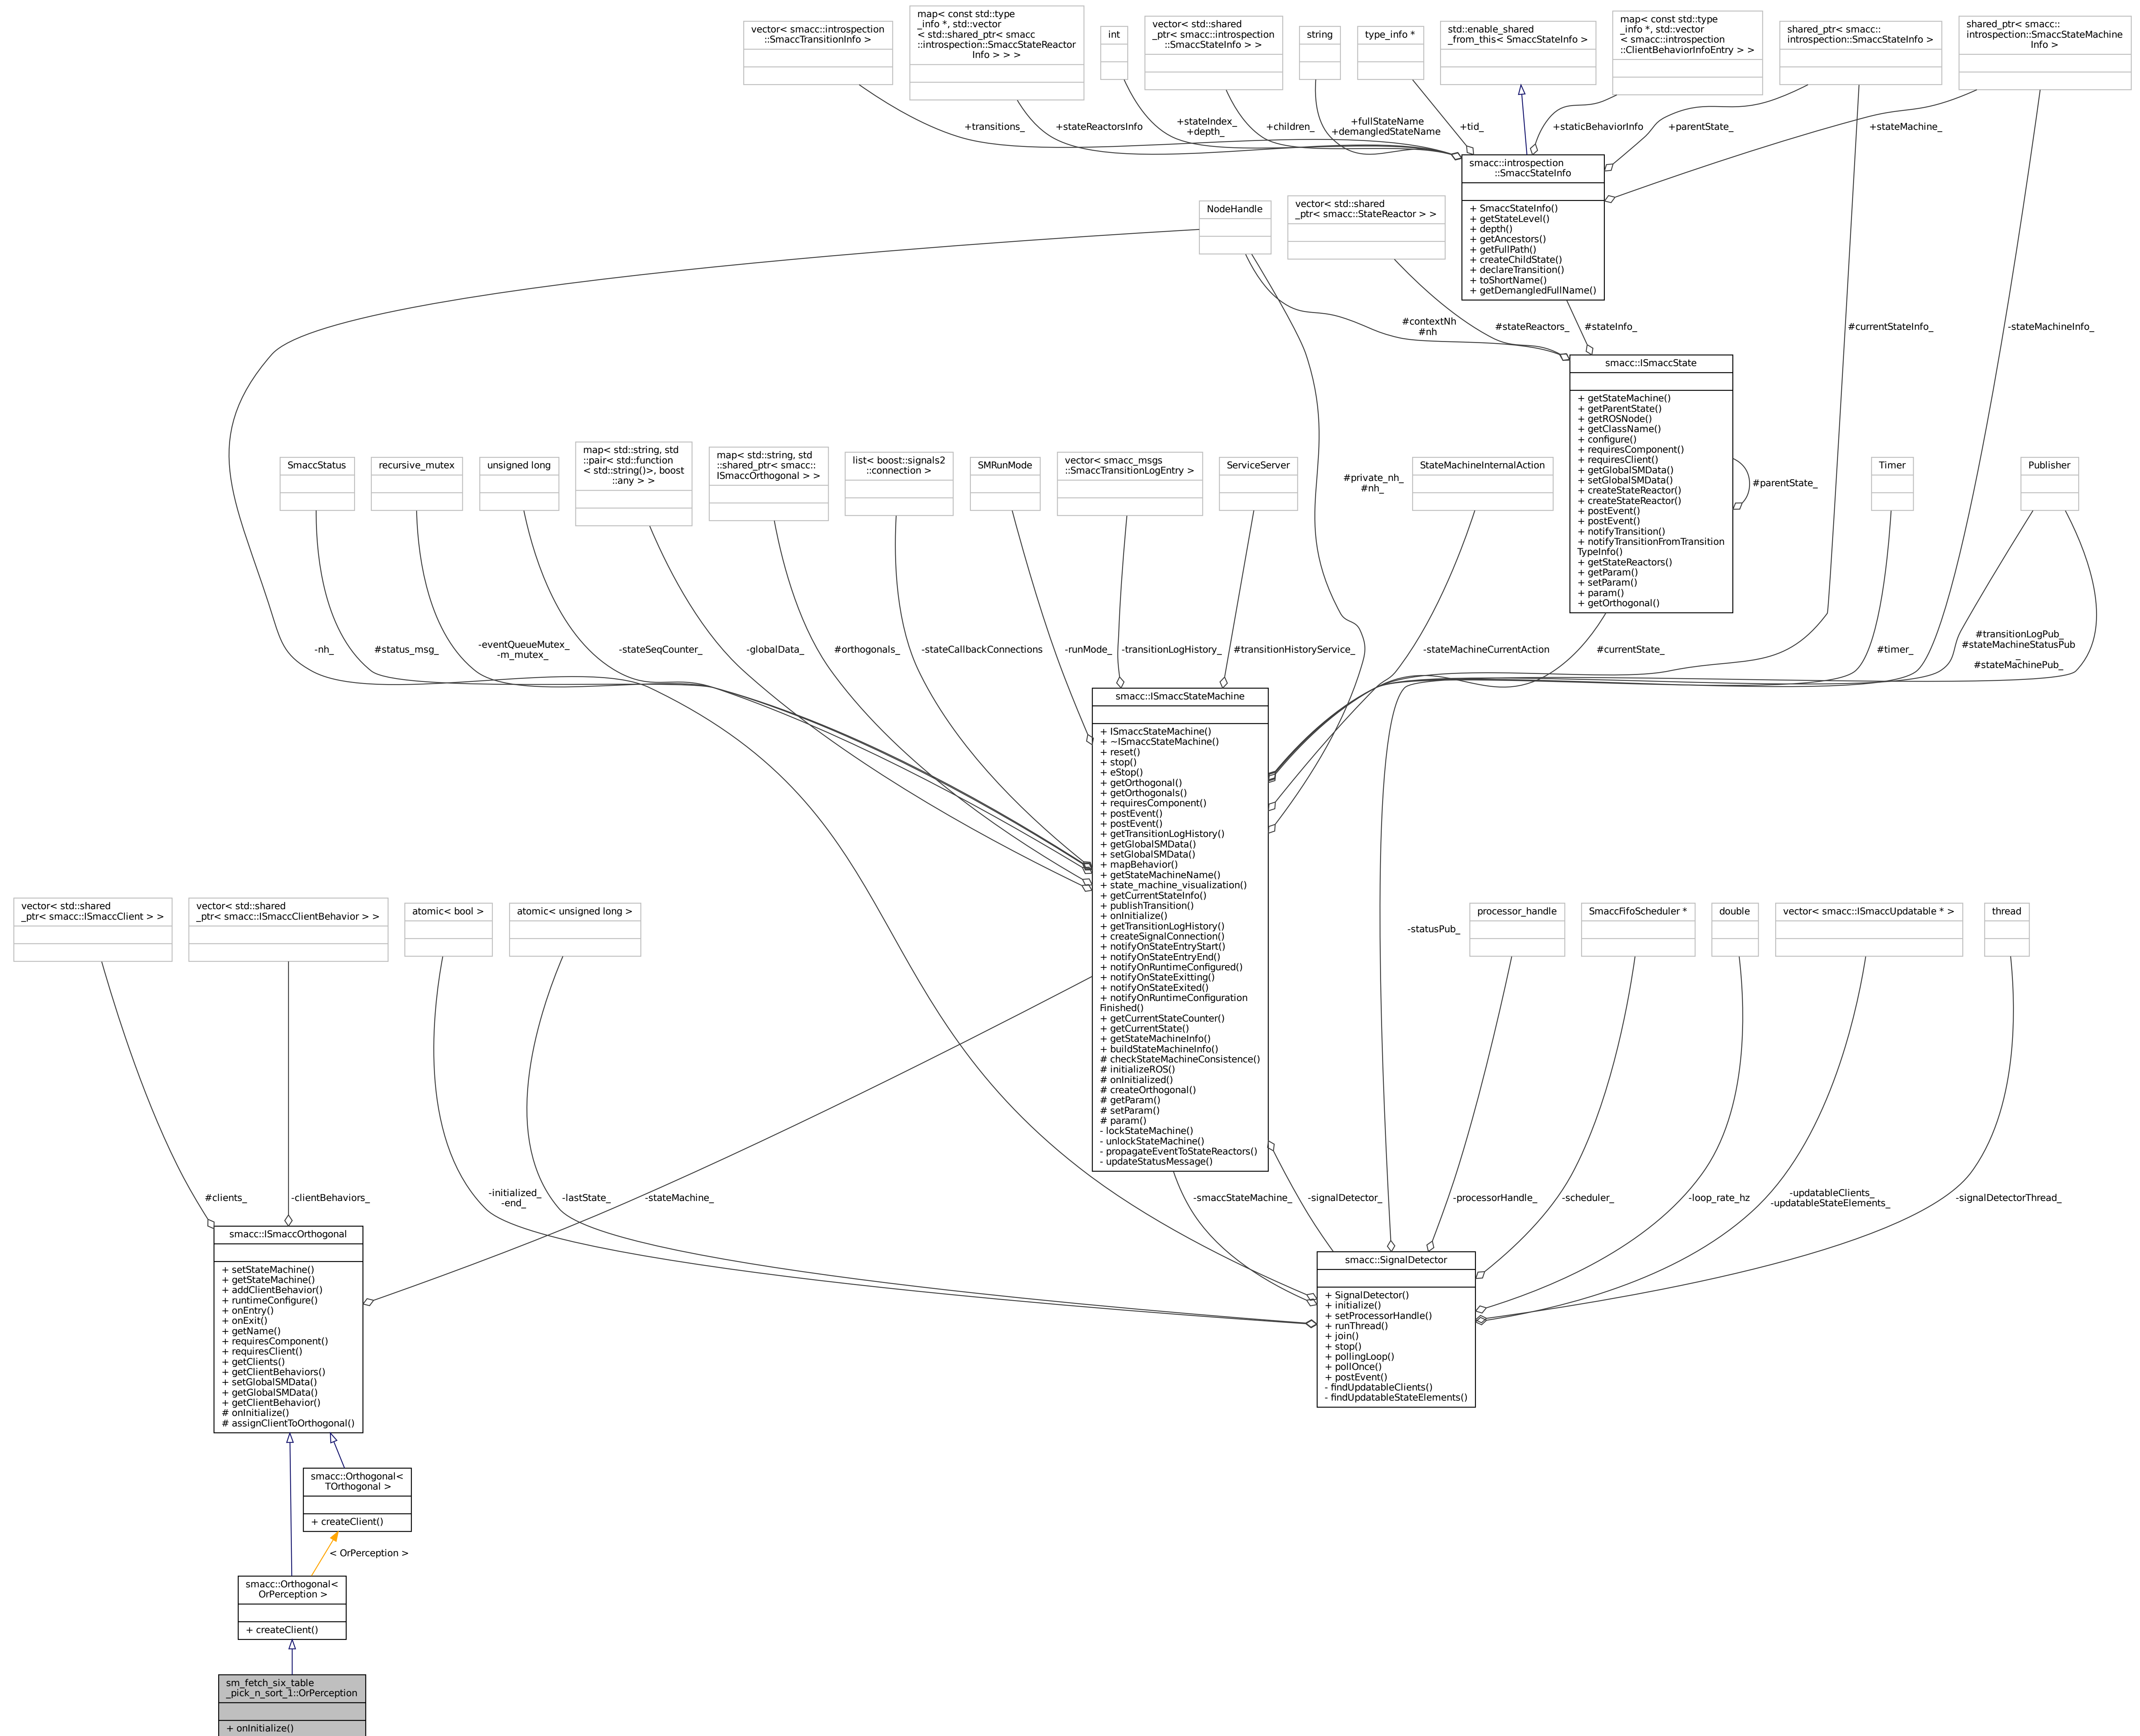 vector< smacc::introspection
::SmaccTransitionInfo >
map< const std::type
_info *, std::vector
< std::shared_ptr< smacc
::introspection::SmaccStateReactor
Info > > >
int
vector< std::shared
_ptr< smacc::introspection
::SmaccStateInfo > >
string
type_info *
std::enable_shared
_from_this< SmaccStateInfo >
map< const std::type
_info *, std::vector
< smacc::introspection
::ClientBehaviorInfoEntry > >
shared_ptr< smacc::
introspection::SmaccStateInfo >
shared_ptr< smacc::
introspection::SmaccStateMachine
Info >
+transitions_
+stateReactorsInfo
+stateIndex_
+depth_
+children_
+fullStateName
+demangledStateName
+tid_
+staticBehaviorInfo
+parentState_
+stateMachine_
smacc::introspection
::SmaccStateInfo
+ SmaccStateInfo()
+ getStateLevel()
+ depth()
+ getAncestors()
+ getFullPath()
+ createChildState()
+ declareTransition()
+ toShortName()
+ getDemangledFullName()
NodeHandle
vector< std::shared
_ptr< smacc::StateReactor > >
#contextNh
#nh
#stateReactors_
#stateInfo_
#currentStateInfo_
-stateMachineInfo_
smacc::ISmaccState
+ getStateMachine()
+ getParentState()
+ getROSNode()
+ getClassName()
+ configure()
+ requiresComponent()
+ requiresClient()
+ getGlobalSMData()
+ setGlobalSMData()
+ createStateReactor()
+ createStateReactor()
+ postEvent()
+ postEvent()
+ notifyTransition()
+ notifyTransitionFromTransition
TypeInfo()
+ getStateReactors()
+ getParam()
+ setParam()
+ param()
+ getOrthogonal()
#parentState_
SmaccStatus
recursive_mutex
unsigned long
map< std::string, std
::pair< std::function
< std::string()>, boost
::any > >
map< std::string, std
::shared_ptr< smacc::
ISmaccOrthogonal > >
list< boost::signals2
::connection >
SMRunMode
vector< smacc_msgs
::SmaccTransitionLogEntry >
ServiceServer
#private_nh_
#nh_
StateMachineInternalAction
Timer
Publisher
-nh_
#status_msg_
-eventQueueMutex_
-m_mutex_
-stateSeqCounter_
-globalData_
#orthogonals_
-stateCallbackConnections
-runMode_
-transitionLogHistory_
#transitionHistoryService_
-stateMachineCurrentAction
#currentState_
#timer_
#transitionLogPub_
#stateMachineStatusPub
_
#stateMachinePub_
smacc::ISmaccStateMachine
+ ISmaccStateMachine()
+ ~ISmaccStateMachine()
+ reset()
+ stop()
+ eStop()
+ getOrthogonal()
+ getOrthogonals()
+ requiresComponent()
+ postEvent()
+ postEvent()
+ getTransitionLogHistory()
+ getGlobalSMData()
+ setGlobalSMData()
+ mapBehavior()
+ getStateMachineName()
+ state_machine_visualization()
+ getCurrentStateInfo()
+ publishTransition()
+ onInitialize()
+ getTransitionLogHistory()
+ createSignalConnection()
+ notifyOnStateEntryStart()
+ notifyOnStateEntryEnd()
+ notifyOnRuntimeConfigured()
+ notifyOnStateExitting()
+ notifyOnStateExited()
+ notifyOnRuntimeConfiguration
Finished()
+ getCurrentStateCounter()
+ getCurrentState()
+ getStateMachineInfo()
+ buildStateMachineInfo()
# checkStateMachineConsistence()
# initializeROS()
# onInitialized()
# createOrthogonal()
# getParam()
# setParam()
# param()
- lockStateMachine()
- unlockStateMachine()
- propagateEventToStateReactors()
- updateStatusMessage()
vector< std::shared
_ptr< smacc::ISmaccClient > >
vector< std::shared
_ptr< smacc::ISmaccClientBehavior > >
atomic< bool >
atomic< unsigned long >
-statusPub_
processor_handle
SmaccFifoScheduler *
double
vector< smacc::ISmaccUpdatable * >
thread
#clients_
-clientBehaviors_
-initialized_
-end_
-lastState_
-stateMachine_
-smaccStateMachine_
-signalDetector_
-processorHandle_
-scheduler_
-loop_rate_hz
-updatableClients_
-updatableStateElements_
-signalDetectorThread_
smacc::ISmaccOrthogonal
+ setStateMachine()
+ getStateMachine()
+ addClientBehavior()
+ runtimeConfigure()
+ onEntry()
+ onExit()
+ getName()
+ requiresComponent()
+ requiresClient()
+ getClients()
+ getClientBehaviors()
+ setGlobalSMData()
+ getGlobalSMData()
+ getClientBehavior()
# onInitialize()
# assignClientToOrthogonal()
smacc::SignalDetector
+ SignalDetector()
+ initialize()
+ setProcessorHandle()
+ runThread()
+ join()
+ stop()
+ pollingLoop()
+ pollOnce()
+ postEvent()
- findUpdatableClients()
- findUpdatableStateElements()
smacc::Orthogonal<
TOrthogonal >
+ createClient()
< OrPerception >
smacc::Orthogonal<
OrPerception >
+ createClient()
sm_fetch_six_table
_pick_n_sort_1::OrPerception
+ onInitialize()